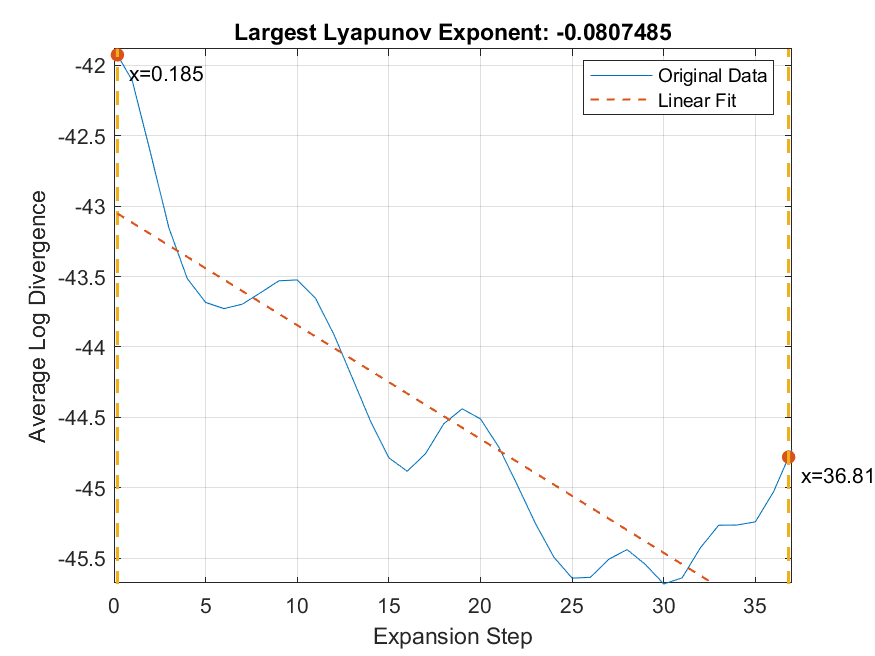 Largest Lyapunov Exponent: -0.0807485
Original Data
Linear Fit
x=0.185
x=36.81
Average Log Divergence
-42
-42.5
-43
-43.5
-44
-44.5
-45
-45.5
0 5 10 15 20 25 30 35
Expansion Step